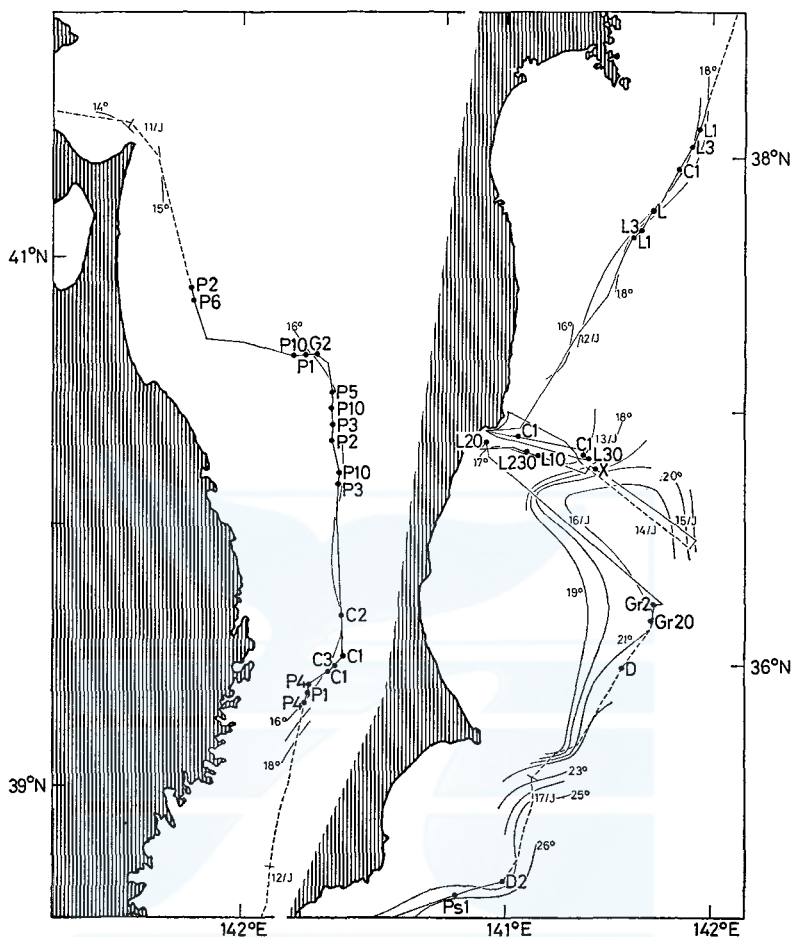 14°
11/J
15°
41°N
P2
P6
16°
P10
G2
P1
P5
P10
P3
P2
P10
P3
C2
C3
C1
C1
P4
P1
P4
16°
18°
39°N
12/J
142°E
18°
L1
L3
38°N
C1
L
L3
L1
18°
16°
12/J
C1
L20
17°
L230
L10
C1
13/J
18°
L30
X
20°
16/J
14/J
15/J
19°
Gr2
Gr20
21°
D
36°N
23°
17/J
25°
26°
D2
Ps1
141°E
142°E